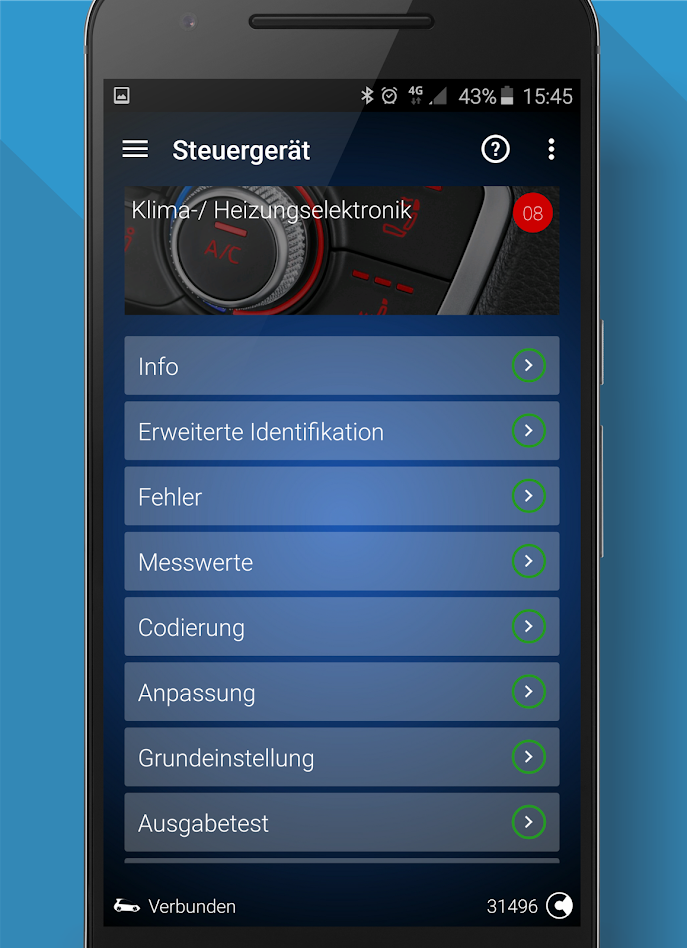 4G 43% 15:45
Steuergerät ?
Klima-/ Heizungselektronik 08
A/C
Info
Erweiterte Identifikation
Fehler
Messwerte
Codierung
Anpassung
Grundeinstellung
Ausgabetest
Verbunden 31496